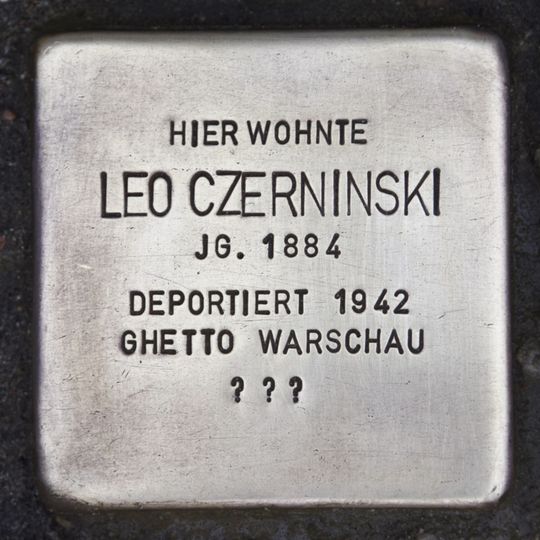 HIER WOHNTE
LEO CZERNINSKI
JG. 1884
DEPORTIERT 1942
GHETTO WARSCHAU
? ? ?